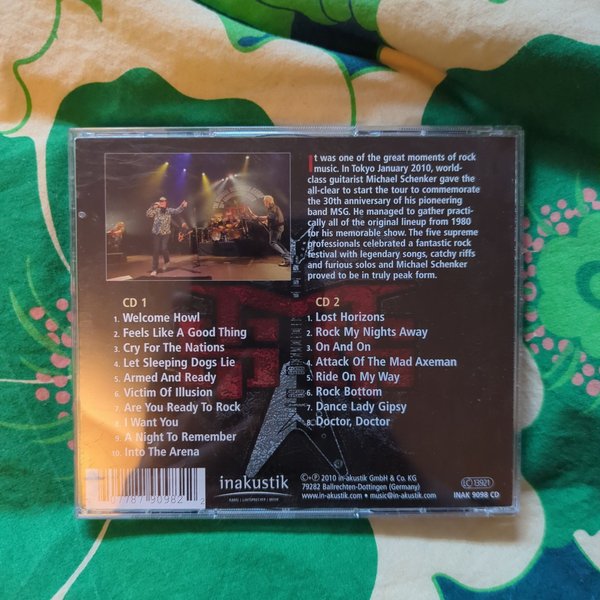 It was one of the great moments of rock
music. In Tokyo January 2010, world-
class guitarist Michael Schenker gave the
all-clear to start the tour to commemorate
the 30th anniversary of his pioneering
band MSG. He managed to gather practi-
cally all of the original lineup from 1980
for his memorable show. The five supreme
professionals celebrated a fantastic rock
festival with legendary songs, catchy riffs
and furious solos and Michael Schenker
proved to be in truly peak form.
CD 1
1. Welcome Howl
2. Feels Like A Good Thing
3. Cry For The Nations
4. Let Sleeping Dogs Lie
5. Armed And Ready
6. Victim Of Illusion
7. Are You Ready To Rock
8. I Want You
9. A Night To Remember
10. Into The Arena
CD 2
1. Lost Horizons
2. Rock My Nights Away
3. On And On
4. Attack Of The Mad Axeman
5. Ride On My Way
6. Rock Bottom
7. Dance Lady Gipsy
8. Doctor, Doctor
07787 90982 2
inakustik
©+℗ 2010 in-akustik GmbH & Co. KG
79282 Ballrechten-Dottingen (Germany)
www.in-akustik.com • music@in-akustik.com
LC 13921
INAK 9098 CD